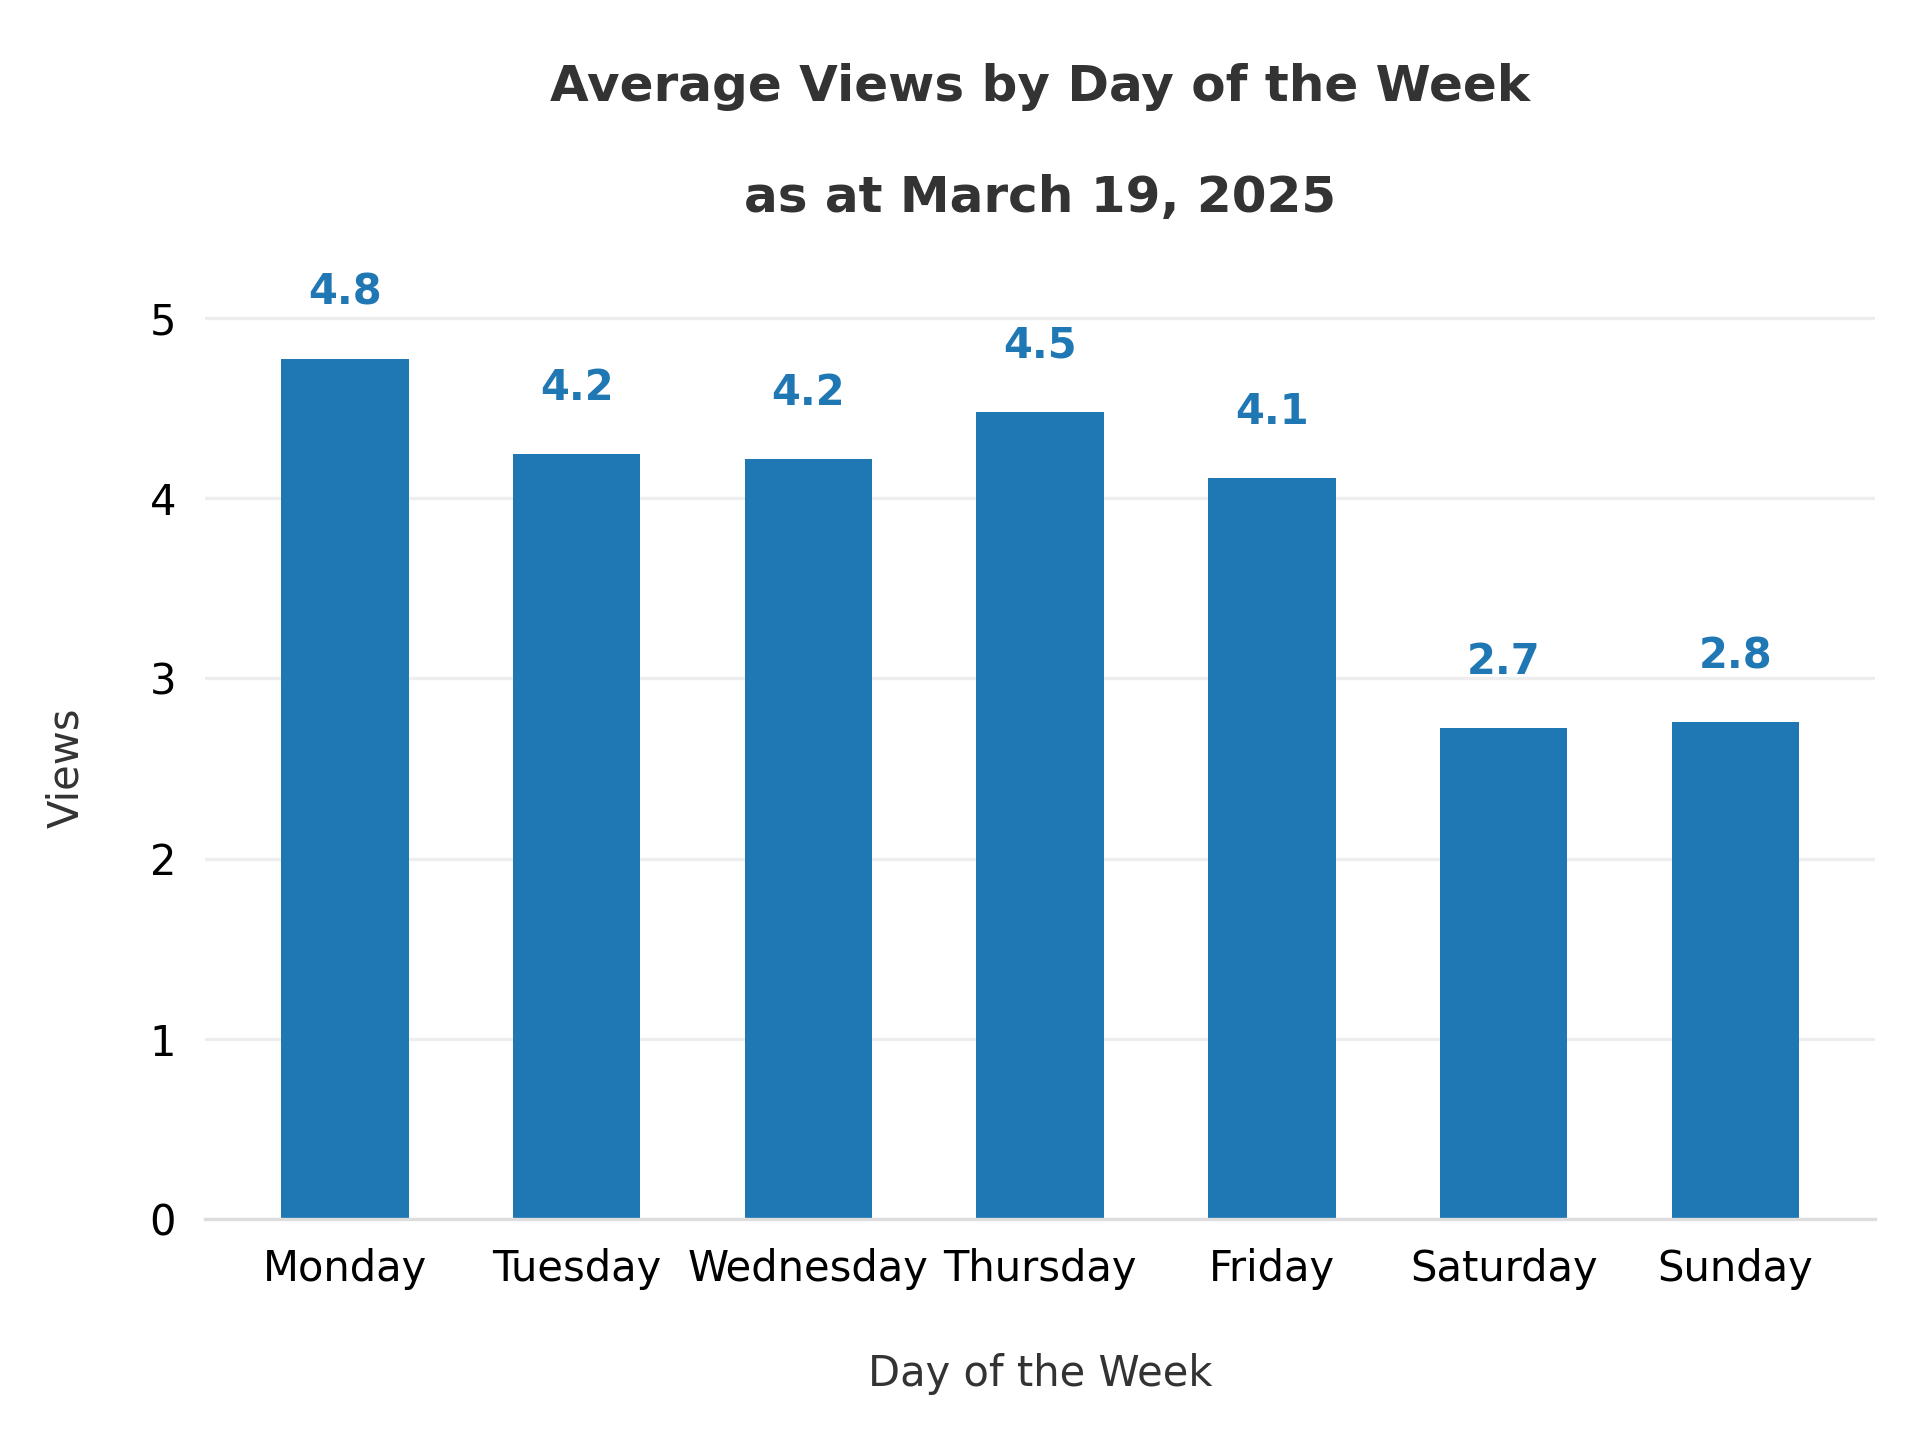 Average Views by Day of the Week
as at March 19, 2025
4.8
4.2
4.2
4.5
4.1
2.7
2.8
5
4
3
2
1
0
Views
Monday Tuesday Wednesday Thursday Friday Saturday Sunday
Day of the Week